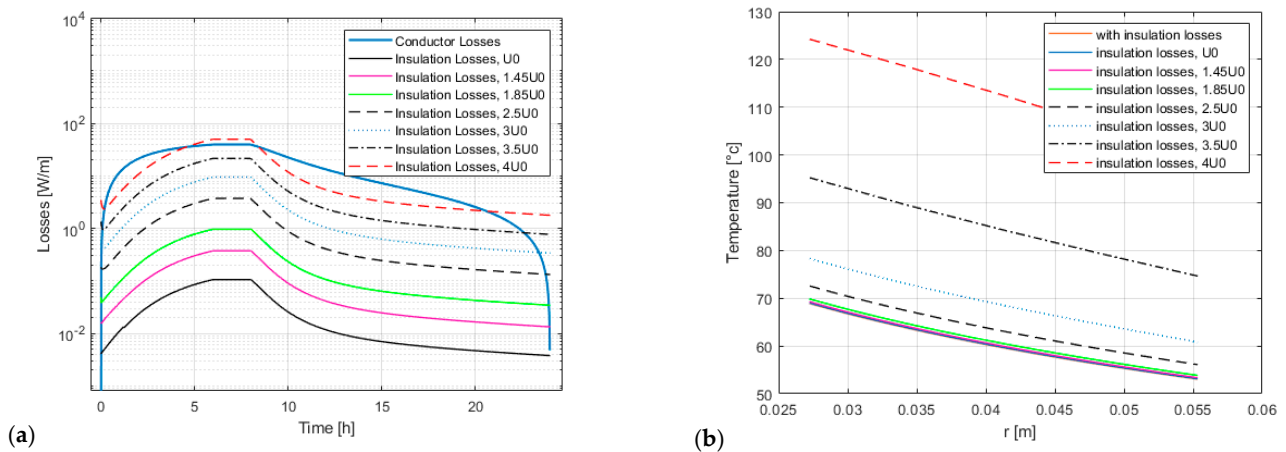 10^4
10^2
10^0
10^-2
Losses [W/m]
Conductor Losses
Insulation Losses, U0
Insulation Losses, 1.45U0
Insulation Losses, 1.85U0
Insulation Losses, 2.5U0
Insulation Losses, 3U0
Insulation Losses, 3.5U0
Insulation Losses, 4U0
0 5 10 15 20
Time [h]
(a)
130
120
110
100
90
80
70
60
50
Temperature [°c]
with insulation losses
insulation losses, U0
insulation losses, 1.45U0
insulation losses, 1.85U0
insulation losses, 2.5U0
insulation losses, 3U0
insulation losses, 3.5U0
insulation losses, 4U0
0.025 0.03 0.035 0.04 0.045 0.05 0.055 0.06
r [m]
(b)